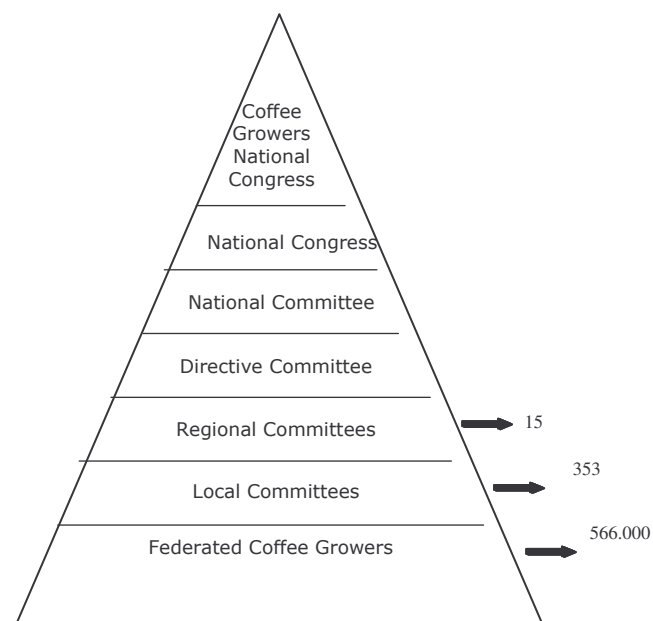 Coffee
Growers
National
Congress
National Congress
National Committee
Directive Committee
Regional Committees
15
Local Committees
353
Federated Coffee Growers
566.000